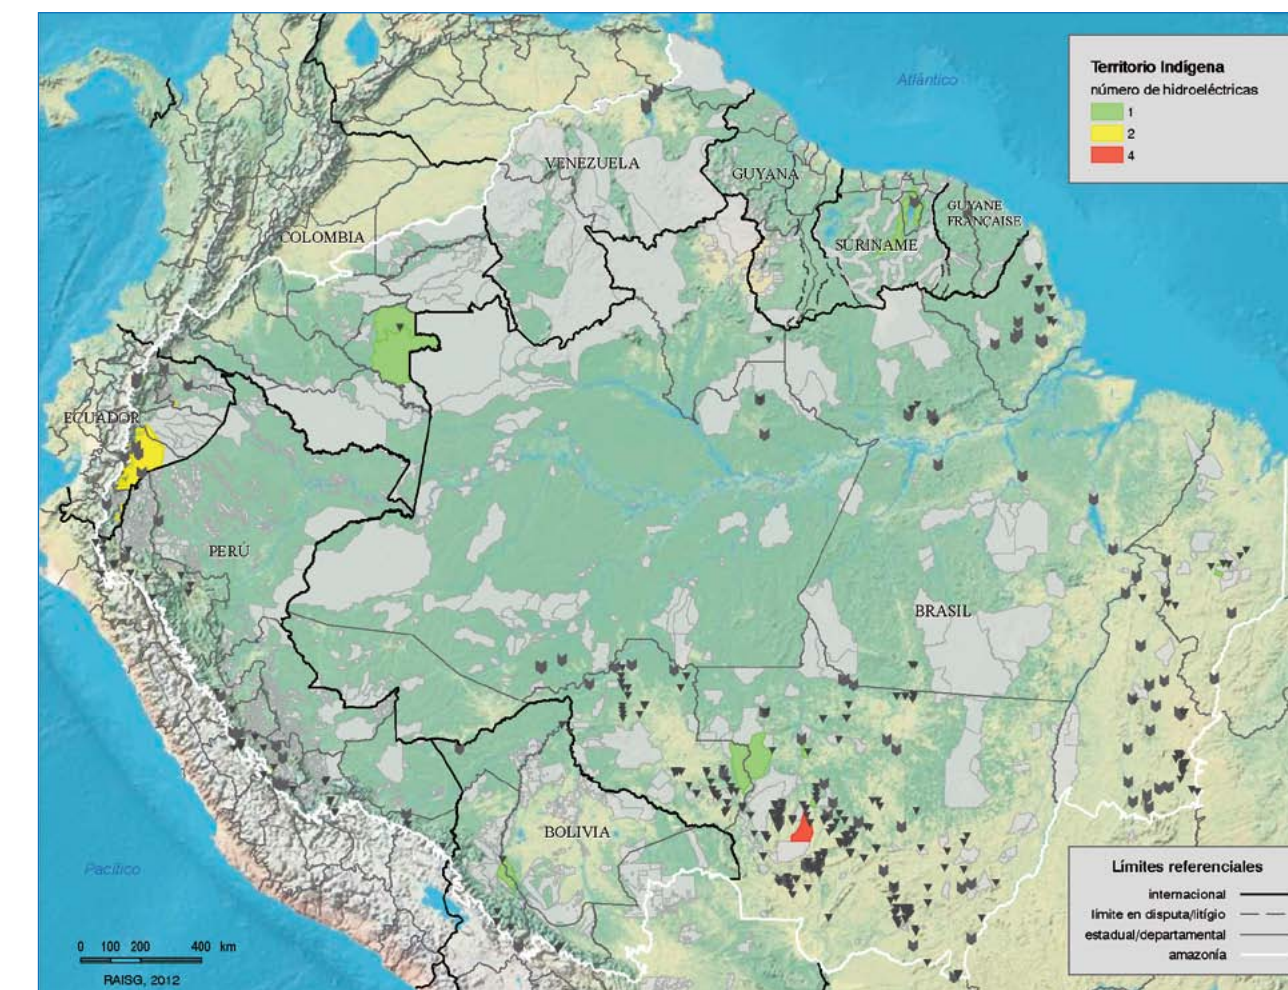 Atlántico
Territorio Indígena
número de hidroeléctricas
1
2
4
VENEZUELA
GUYANA
GUYANE
FRANÇAISE
SURINAME
COLOMBIA
ECUADOR
PERÚ
BRASIL
BOLIVIA
Pacífico
Límites referenciales
internacional
límite en disputa/litígio
estadual/departamental
amazonía
0 100 200 400 km
RAISG, 2012